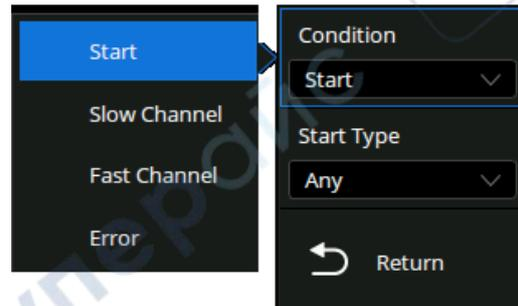 Start
Slow Channel
Fast Channel
Error
Condition
Start
Start Type
Any
Return